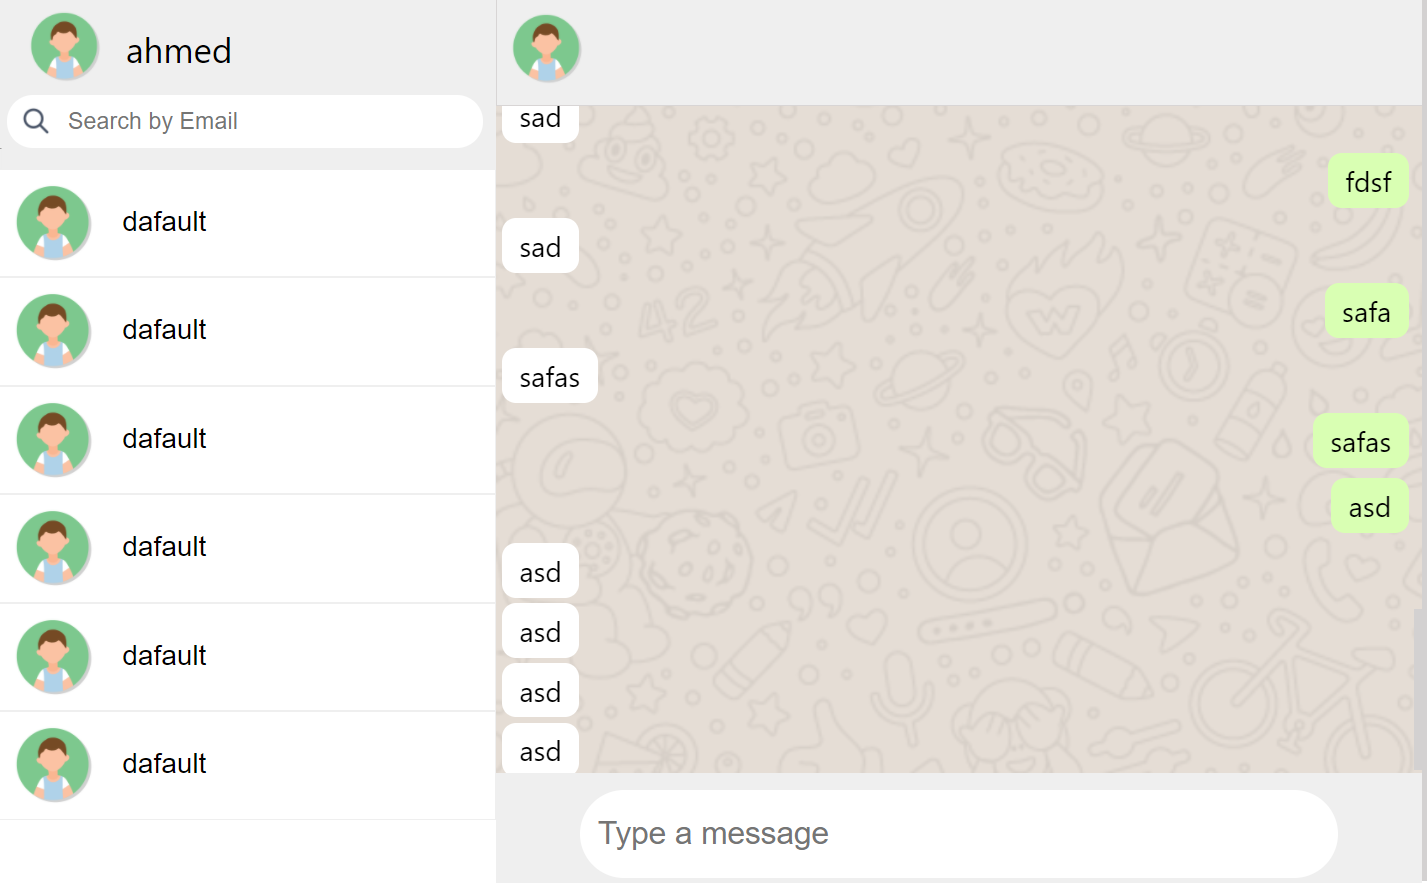 ahmed
Search by Email
dafault
dafault
dafault
dafault
dafault
dafault
sad
fdsf
sad
safa
safas
safas
asd
asd
asd
asd
asd
Type a message